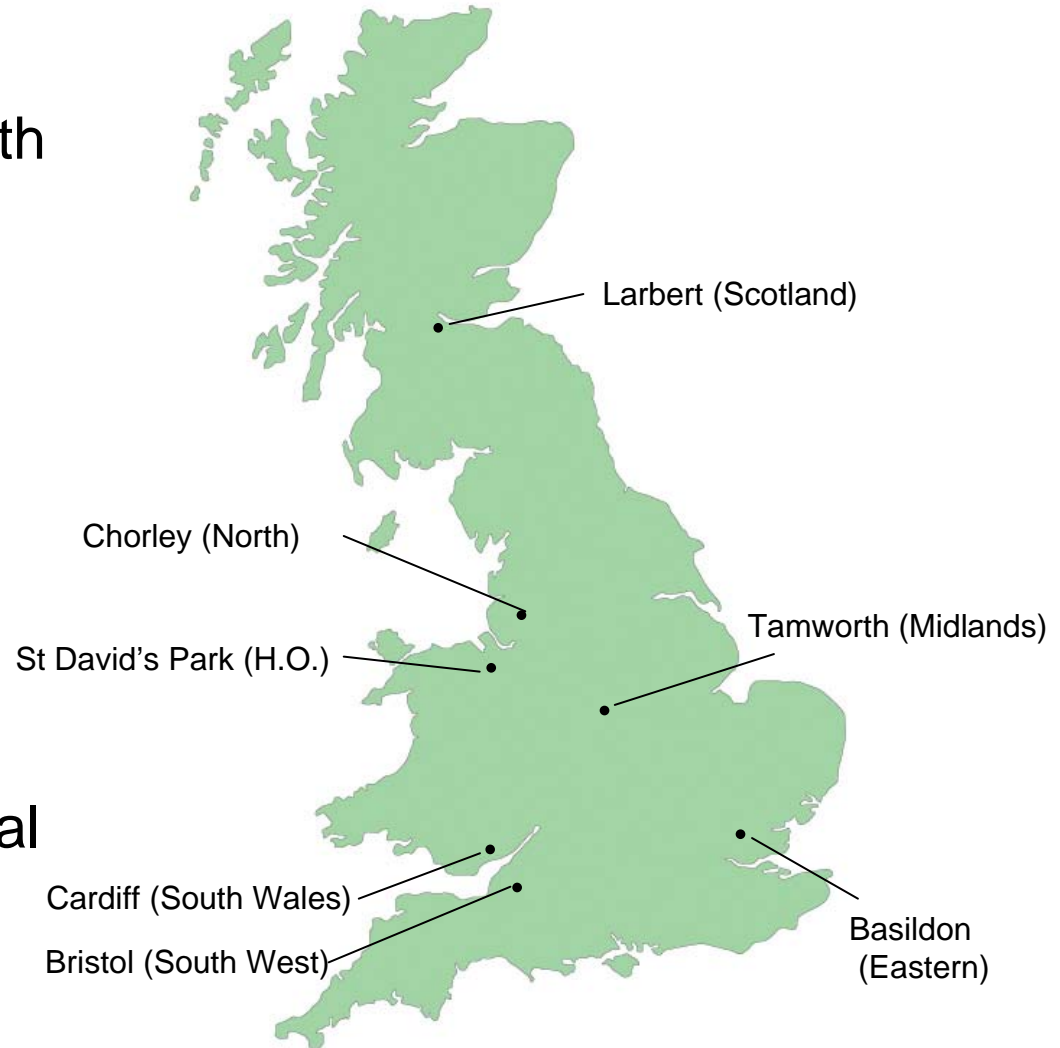 th
Larbert (Scotland)
Chorley (North)
Tamworth (Midlands)
St David's Park (H.O.)
al
Cardiff (South Wales)
Basildon
(Eastern)
Bristol (South West)